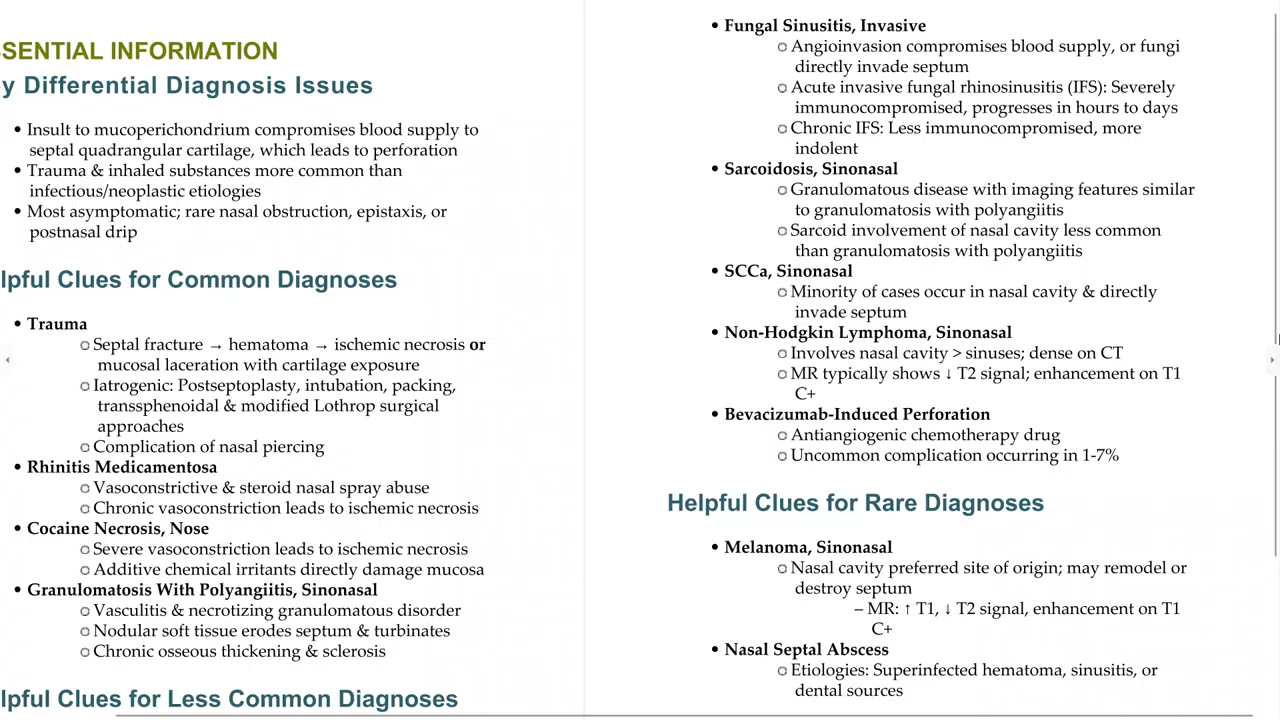 SSENTIAL INFORMATION
y Differential Diagnosis Issues
• Insult to mucoperichondrium compromises blood supply to
septal quadrangular cartilage, which leads to perforation
• Trauma & inhaled substances more common than
infectious/neoplastic etiologies
• Most asymptomatic; rare nasal obstruction, epistaxis, or
postnasal drip
lpful Clues for Common Diagnoses
• Trauma
○ Septal fracture → hematoma → ischemic necrosis or
mucosal laceration with cartilage exposure
○ Iatrogenic: Postseptoplasty, intubation, packing,
transsphenoidal & modified Lothrop surgical
approaches
○ Complication of nasal piercing
• Rhinitis Medicamentosa
○ Vasoconstrictive & steroid nasal spray abuse
○ Chronic vasoconstriction leads to ischemic necrosis
• Cocaine Necrosis, Nose
○ Severe vasoconstriction leads to ischemic necrosis
○ Additive chemical irritants directly damage mucosa
• Granulomatosis With Polyangiitis, Sinonasal
○ Vasculitis & necrotizing granulomatous disorder
○ Nodular soft tissue erodes septum & turbinates
○ Chronic osseous thickening & sclerosis
lpful Clues for Less Common Diagnoses
• Fungal Sinusitis, Invasive
○ Angioinvasion compromises blood supply, or fungi
directly invade septum
○ Acute invasive fungal rhinosinusitis (IFS): Severely
immunocompromised, progresses in hours to days
○ Chronic IFS: Less immunocompromised, more
indolent
• Sarcoidosis, Sinonasal
○ Granulomatous disease with imaging features similar
to granulomatosis with polyangiitis
○ Sarcoid involvement of nasal cavity less common
than granulomatosis with polyangiitis
• SCCa, Sinonasal
○ Minority of cases occur in nasal cavity & directly
invade septum
• Non-Hodgkin Lymphoma, Sinonasal
○ Involves nasal cavity > sinuses; dense on CT
○ MR typically shows ↓ T2 signal; enhancement on T1
C+
• Bevacizumab-Induced Perforation
○ Antiangiogenic chemotherapy drug
○ Uncommon complication occurring in 1-7%
Helpful Clues for Rare Diagnoses
• Melanoma, Sinonasal
○ Nasal cavity preferred site of origin; may remodel or
destroy septum
– MR: ↑ T1, ↓ T2 signal, enhancement on T1
C+
• Nasal Septal Abscess
○ Etiologies: Superinfected hematoma, sinusitis, or
dental sources